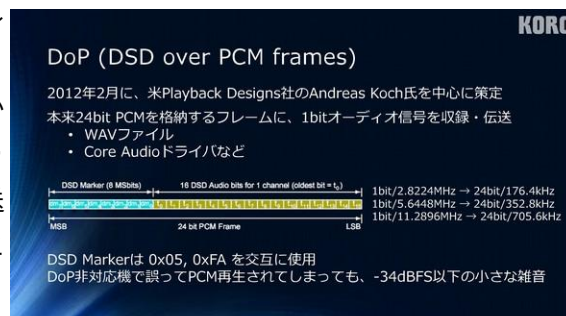 KORG
DoP (DSD over PCM frames)
2012年2月に、米Playback Designs社のAndreas Koch氏を中心に策定
本来24bit PCMを格納するフレームに、1bitオーディオ信号を収録・伝送
• WAVファイル
• Core Audioドライバなど
DSD Marker (8 MSbits) 16 DSD Audio bits for 1 channel (oldest bit = t₀)
MSB 24 bit PCM Frame LSB
1bit/2.8224MHz → 24bit/176.4kHz
1bit/5.6448MHz → 24bit/352.8kHz
1bit/11.2896MHz → 24bit/705.6kHz
DSD Markerは 0x05, 0xFA を交互に使用
DoP非対応機で誤ってPCM再生されてしまっても、-34dBFS以下の小さな雑音